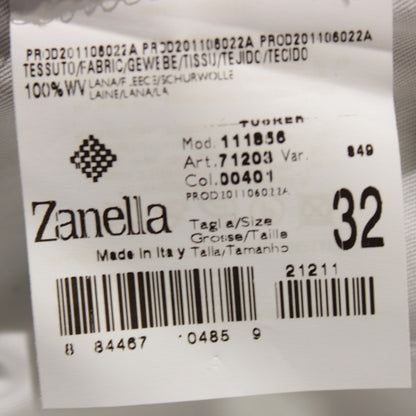 PROD201106022A PROD201106022A PROD201106022A
TESSUTO/FABRIC/GEWEBE/TISSU/TEJIDO/TECIDO
100%WV LANA/FLEECE/SCHURWOLLE
LAINE/LANA/LA
TUCKER
Mod. 111856
Art. 71203 Var. 849
Col. 00401
PROD201106022A
Zanella
Made in Italy
Taglia/Size
Grosse/Taille
Talla/Tamanho
32
21211
8 84467 10485 9